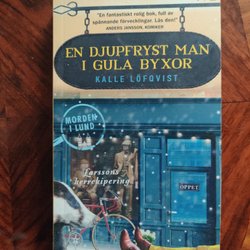 "En fantastiskt rolig bok, full av
spännande förvecklingar. Läs den!"
ANDERS JANSSON, KOMIKER
EN DJUPFRYST MAN
I GULA BYXOR
KALLE LÖFQVIST
MORDEN
I LUND
Larssons
herrekipering
ÖPPET